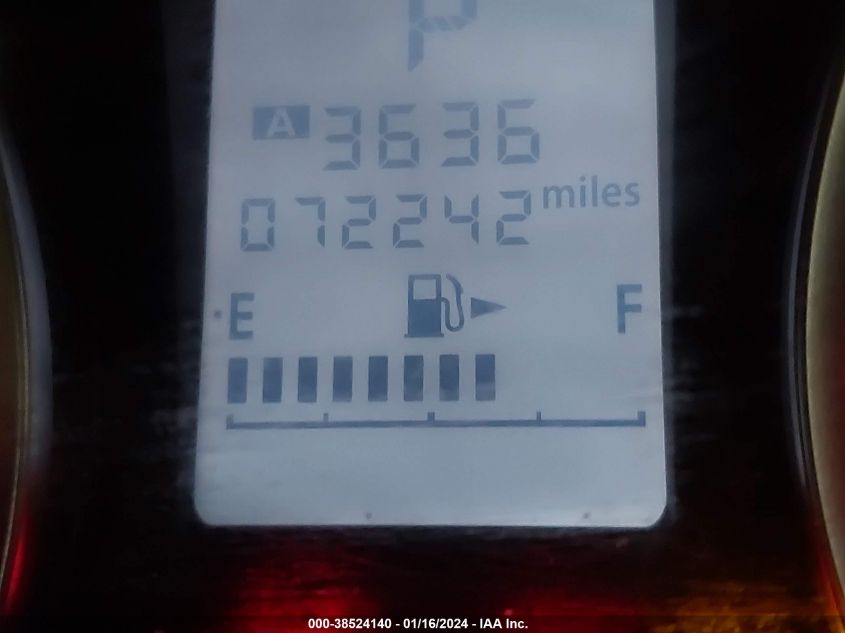 P
A 3636
072242 miles
E F
000-38524140 - 01/16/2024 - IAA Inc.